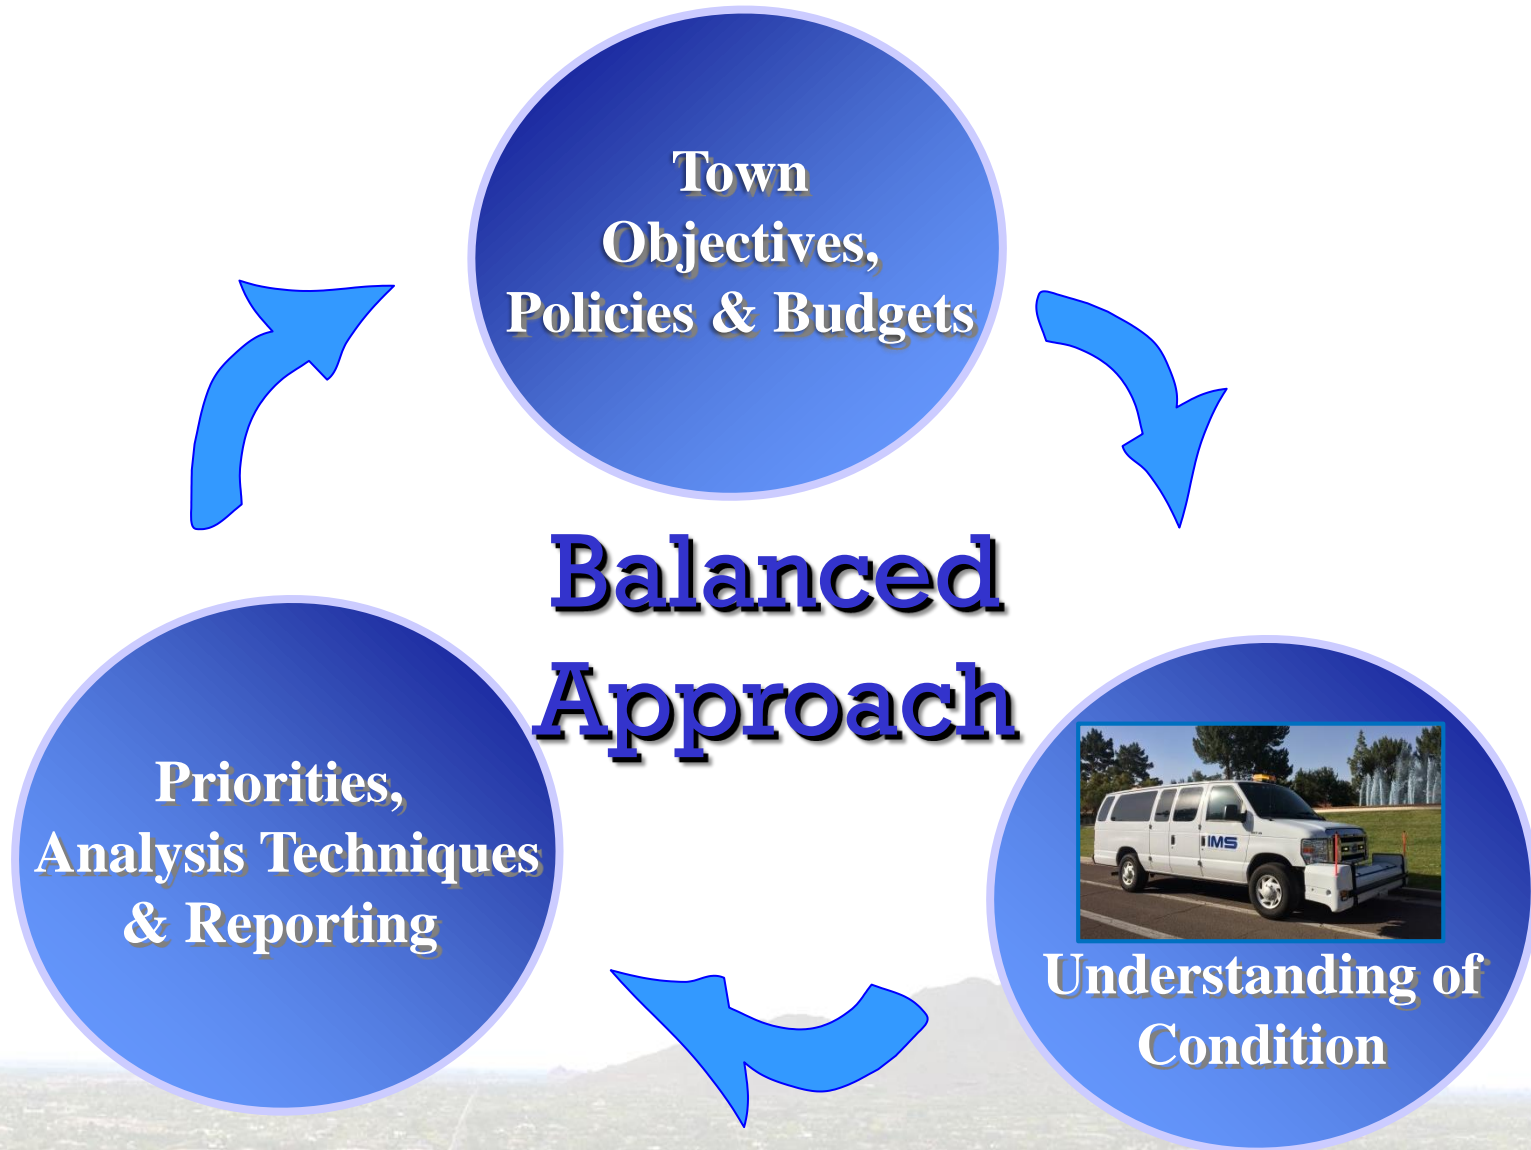 Town
Objectives,
Policies & Budgets
Balanced
Approach
Priorities,
Analysis Techniques
& Reporting
IMS
Understanding of
Condition